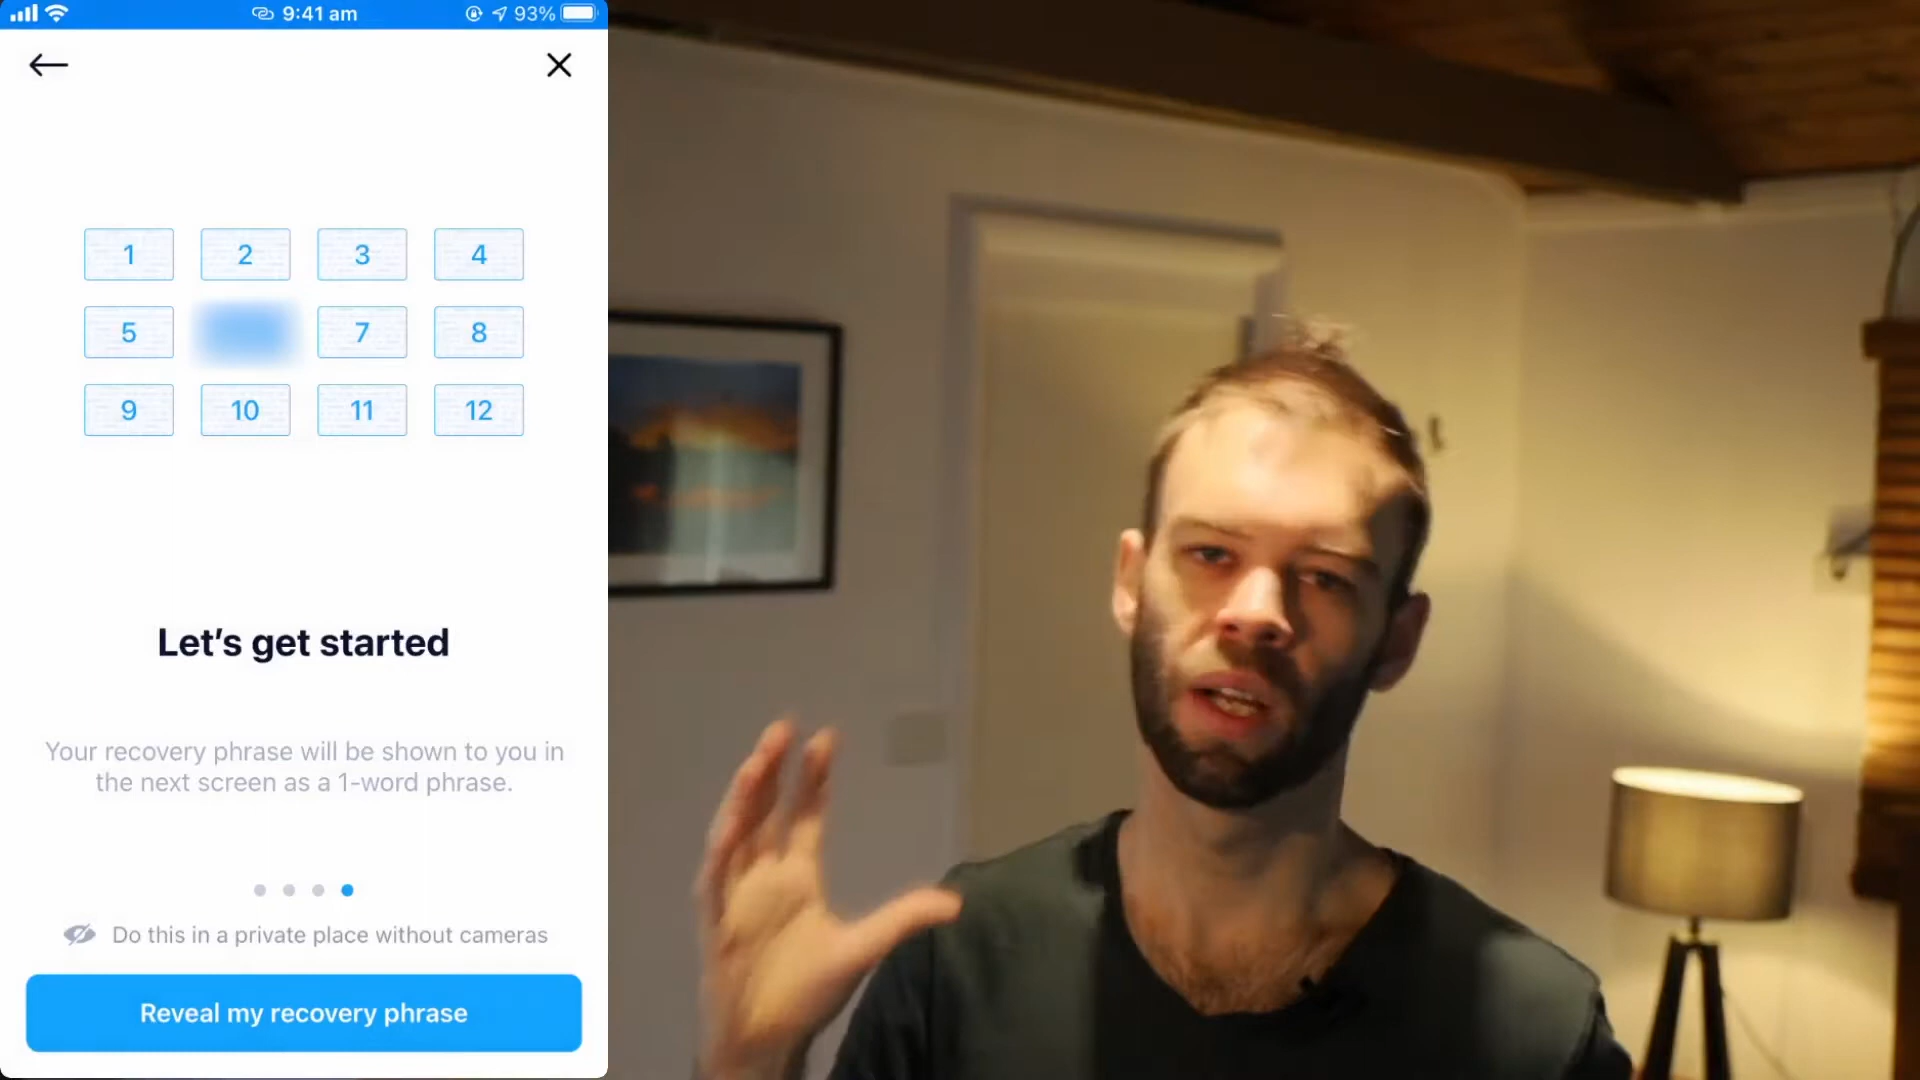 9:41 am 93%
1 2 3 4
5 7 8
9 10 11 12
Let's get started
Your recovery phrase will be shown to you in
the next screen as a 1-word phrase.
Do this in a private place without cameras
Reveal my recovery phrase